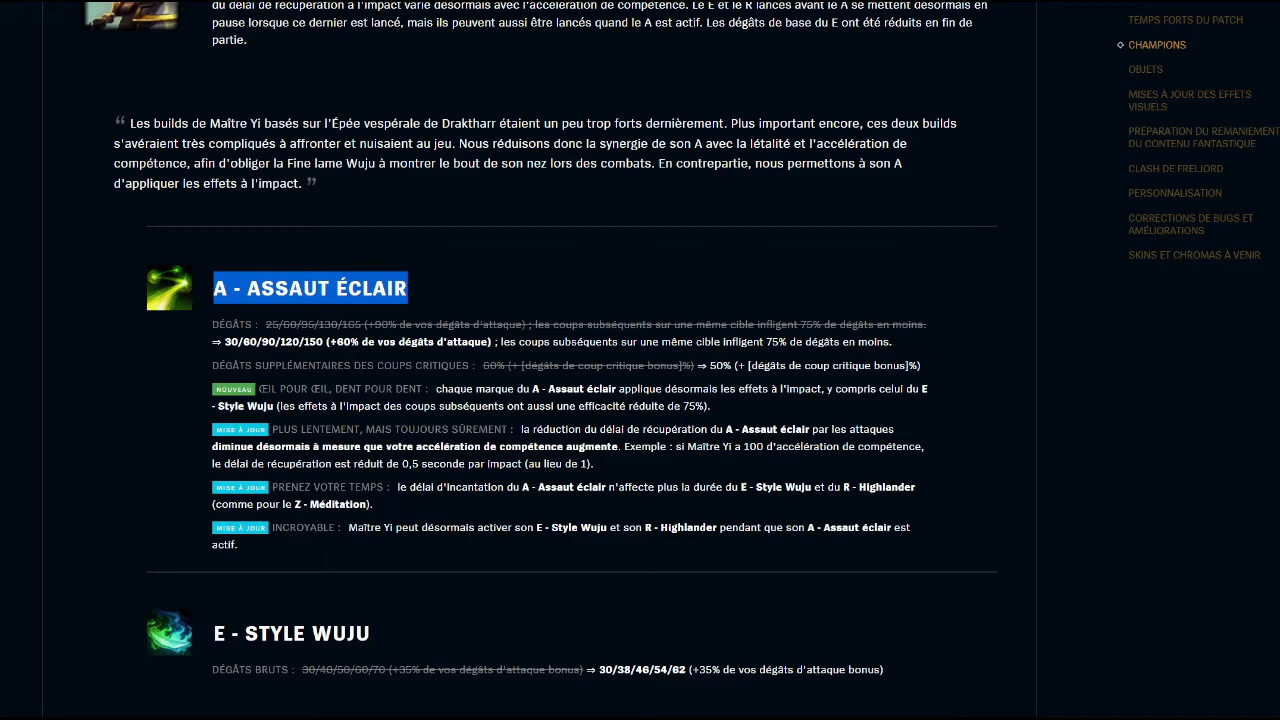 du délai de récupération à l'impact varie désormais avec l'accélération de compétence. Le E et le R lancés avant le A se mettent désormais en
pause lorsque ce dernier est lancé, mais ils peuvent aussi être lancés quand le A est actif. Les dégâts de base du E ont été réduits en fin de
partie.
“ Les builds de Maître Yi basés sur l'Épée vespérale de Draktharr étaient un peu trop forts dernièrement. Plus important encore, ces deux builds
s'avéraient très compliqués à affronter et nuisaient au jeu. Nous réduisons donc la synergie de son A avec la létalité et l'accélération de
compétence, afin d'obliger la Fine lame Wuju à montrer le bout de son nez lors des combats. En contrepartie, nous permettons à son A
d'appliquer les effets à l'impact. ”
A - ASSAUT ÉCLAIR
DÉGÂTS : 25/60/95/130/165 (+90% de vos dégâts d'attaque) ; les coups subséquents sur une même cible infligent 75% de dégâts en moins.
⇒ 30/60/90/120/150 (+60% de vos dégâts d'attaque) ; les coups subséquents sur une même cible infligent 75% de dégâts en moins.
DÉGÂTS SUPPLÉMENTAIRES DES COUPS CRITIQUES : 60% (+ [dégâts de coup critique bonus]%) ⇒ 50% (+ [dégâts de coup critique bonus]%)
NOUVEAU ŒIL POUR ŒIL, DENT POUR DENT : chaque marque du A - Assaut éclair applique désormais les effets à l'impact, y compris celui du E
- Style Wuju (les effets à l'impact des coups subséquents ont aussi une efficacité réduite de 75%).
MISE À JOUR PLUS LENTEMENT, MAIS TOUJOURS SÛREMENT : la réduction du délai de récupération du A - Assaut éclair par les attaques
diminue désormais à mesure que votre accélération de compétence augmente. Exemple : si Maître Yi a 100 d'accélération de compétence,
le délai de récupération est réduit de 0,5 seconde par impact (au lieu de 1).
MISE À JOUR PRENEZ VOTRE TEMPS : le délai d'incantation du A - Assaut éclair n'affecte plus la durée du E - Style Wuju et du R - Highlander
(comme pour le Z - Méditation).
MISE À JOUR INCROYABLE : Maître Yi peut désormais activer son E - Style Wuju et son R - Highlander pendant que son A - Assaut éclair est
actif.
E - STYLE WUJU
DÉGÂTS BRUTS : 30/40/50/60/70 (+35% de vos dégâts d'attaque bonus) ⇒ 30/38/46/54/62 (+35% de vos dégâts d'attaque bonus)
TEMPS FORTS DU PATCH
CHAMPIONS
OBJETS
MISES À JOUR DES EFFETS
VISUELS
PRÉPARATION DU REMANIEMENT
DU CONTENU FANTASTIQUE
CLASH DE FRELJORD
PERSONNALISATION
CORRECTIONS DE BUGS ET
AMÉLIORATIONS
SKINS ET CHROMAS À VENIR